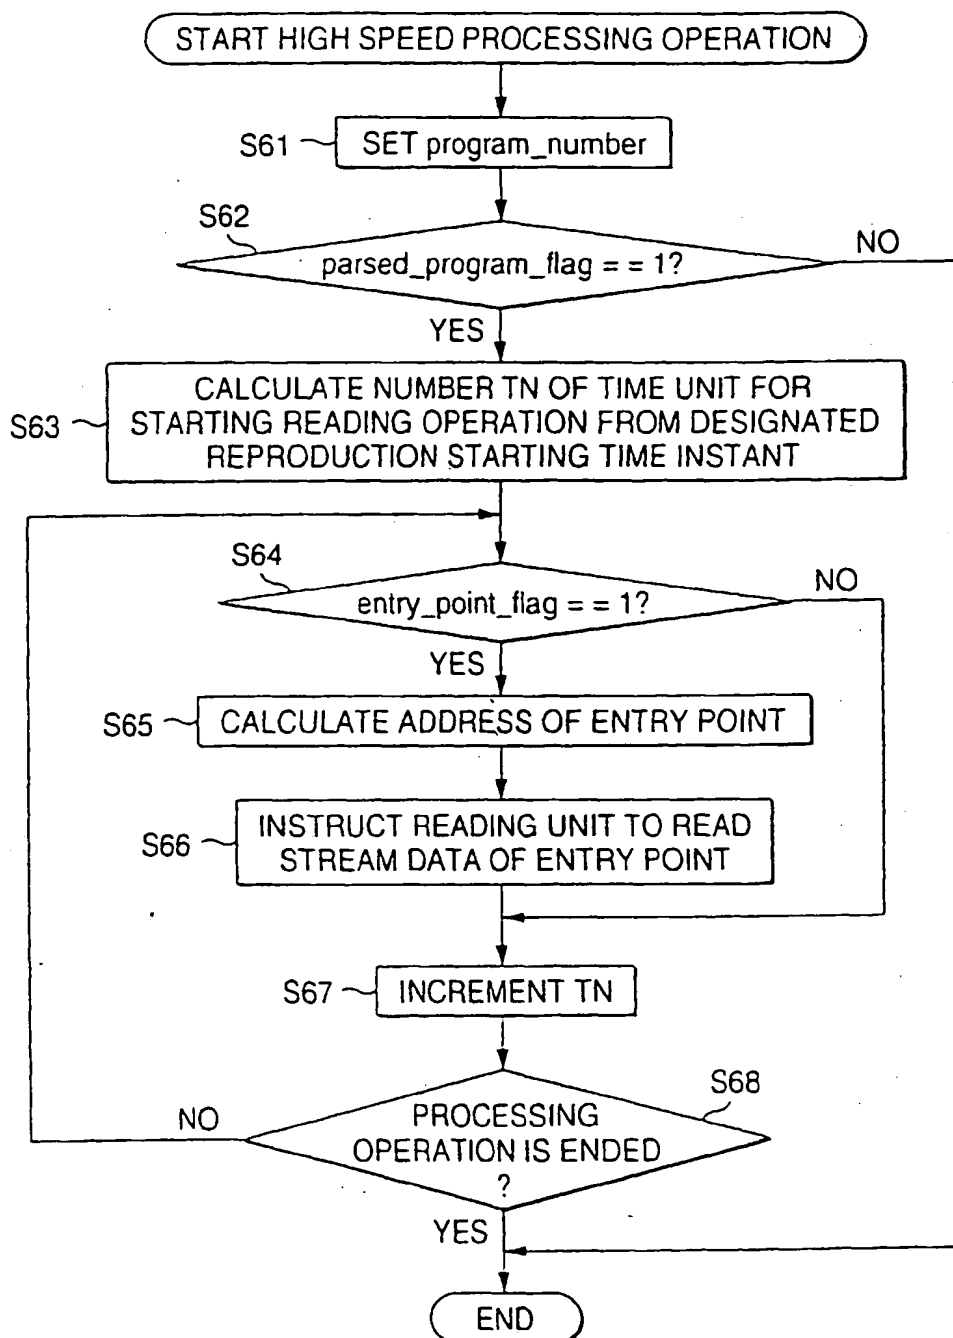 START HIGH SPEED PROCESSING OPERATION
S61
SET program_number
S62
NO
parsed_program_flag = = 1?
YES
S63
CALCULATE NUMBER TN OF TIME UNIT FOR
STARTING READING OPERATION FROM DESIGNATED
REPRODUCTION STARTING TIME INSTANT
S64
NO
entry_point_flag = = 1?
YES
S65
CALCULATE ADDRESS OF ENTRY POINT
S66
INSTRUCT READING UNIT TO READ
STREAM DATA OF ENTRY POINT
S67
INCREMENT TN
S68
NO
PROCESSING
OPERATION IS ENDED
?
YES
END